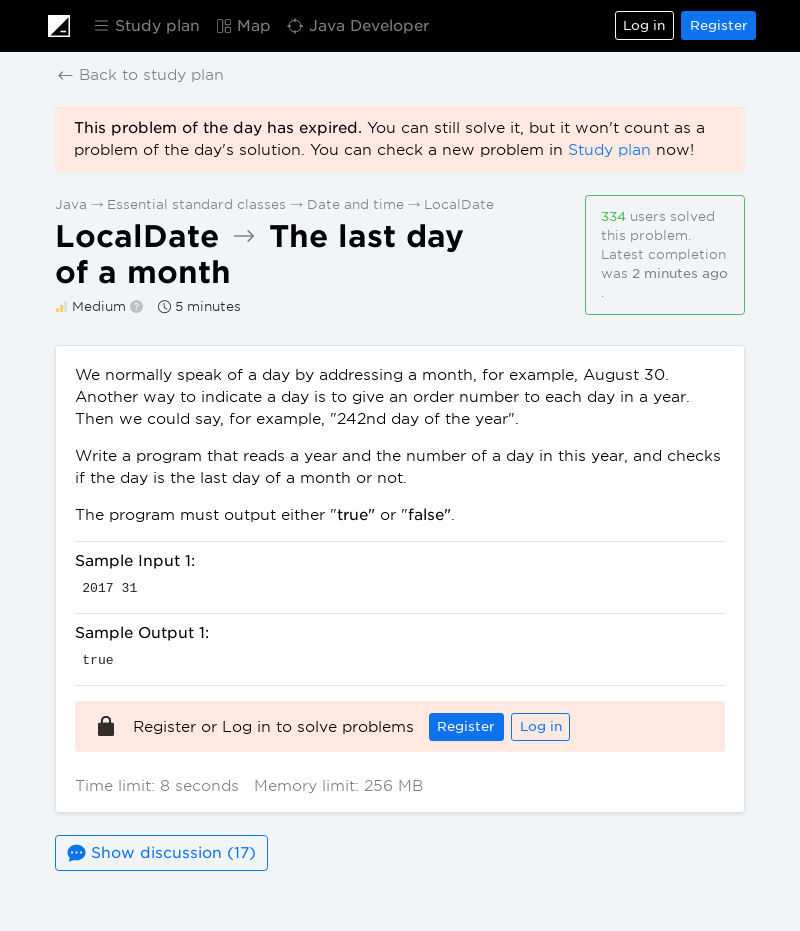 Study plan Map Java Developer Log in Register
← Back to study plan
This problem of the day has expired. You can still solve it, but it won't count as a
problem of the day's solution. You can check a new problem in Study plan now!
Java → Essential standard classes → Date and time → LocalDate
LocalDate → The last day
of a month
Medium ? 5 minutes
334 users solved
this problem.
Latest completion
was 2 minutes ago
.
We normally speak of a day by addressing a month, for example, August 30.
Another way to indicate a day is to give an order number to each day in a year.
Then we could say, for example, "242nd day of the year".
Write a program that reads a year and the number of a day in this year, and checks
if the day is the last day of a month or not.
The program must output either "true" or "false".
Sample Input 1:
2017 31
Sample Output 1:
true
Register or Log in to solve problems Register Log in
Time limit: 8 seconds Memory limit: 256 MB
Show discussion (17)